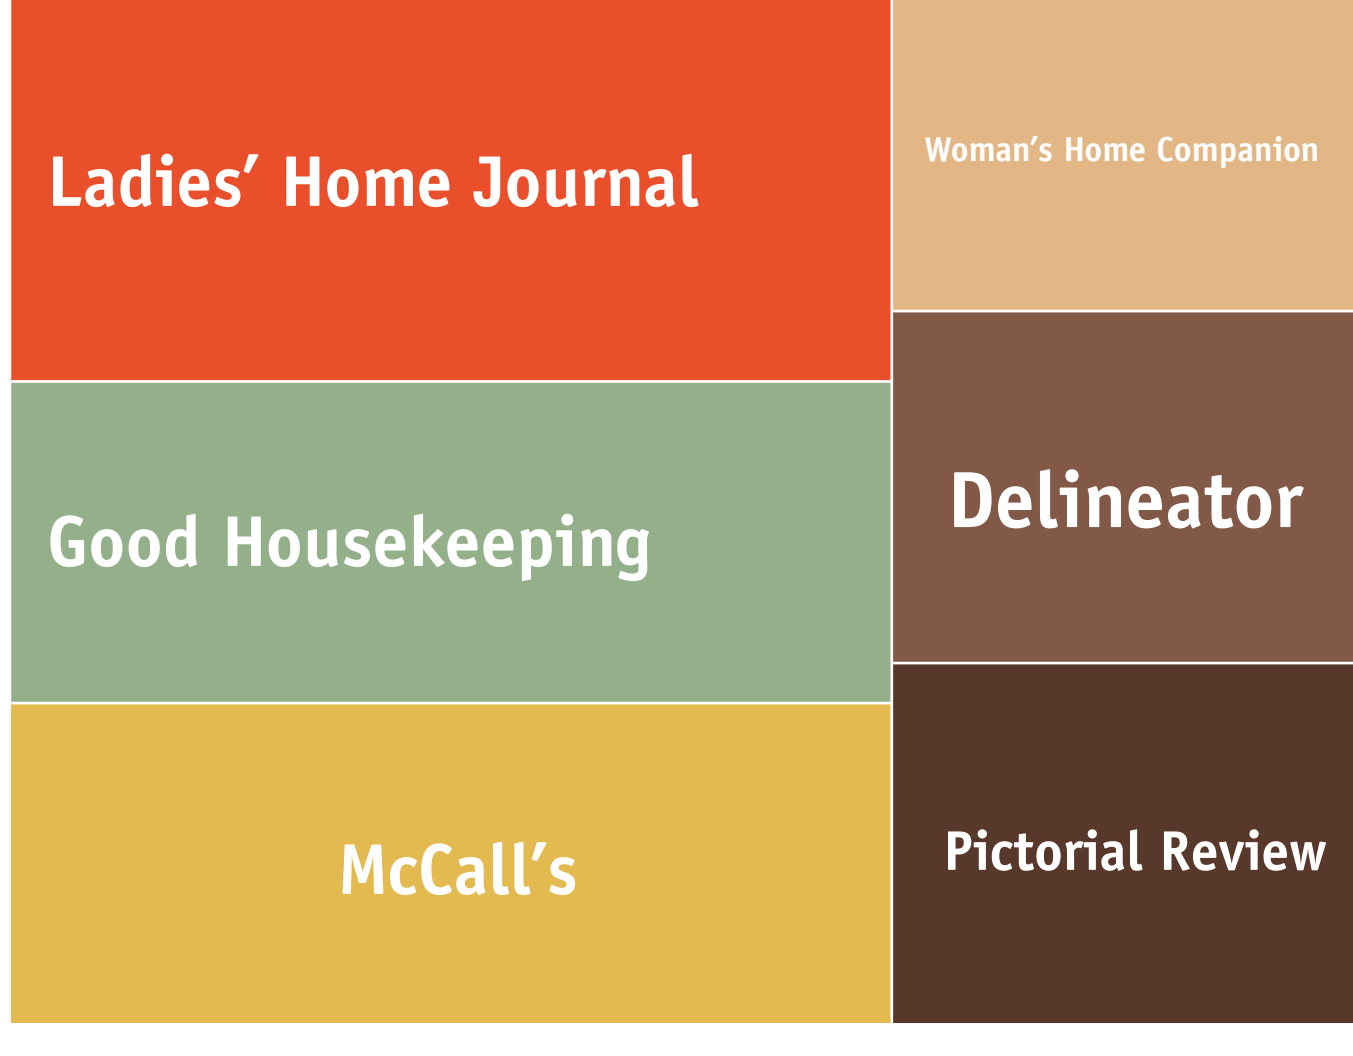 Ladies’ Home Journal
Good Housekeeping
McCall’s
Woman’s Home Companion
Delineator
Pictorial Review